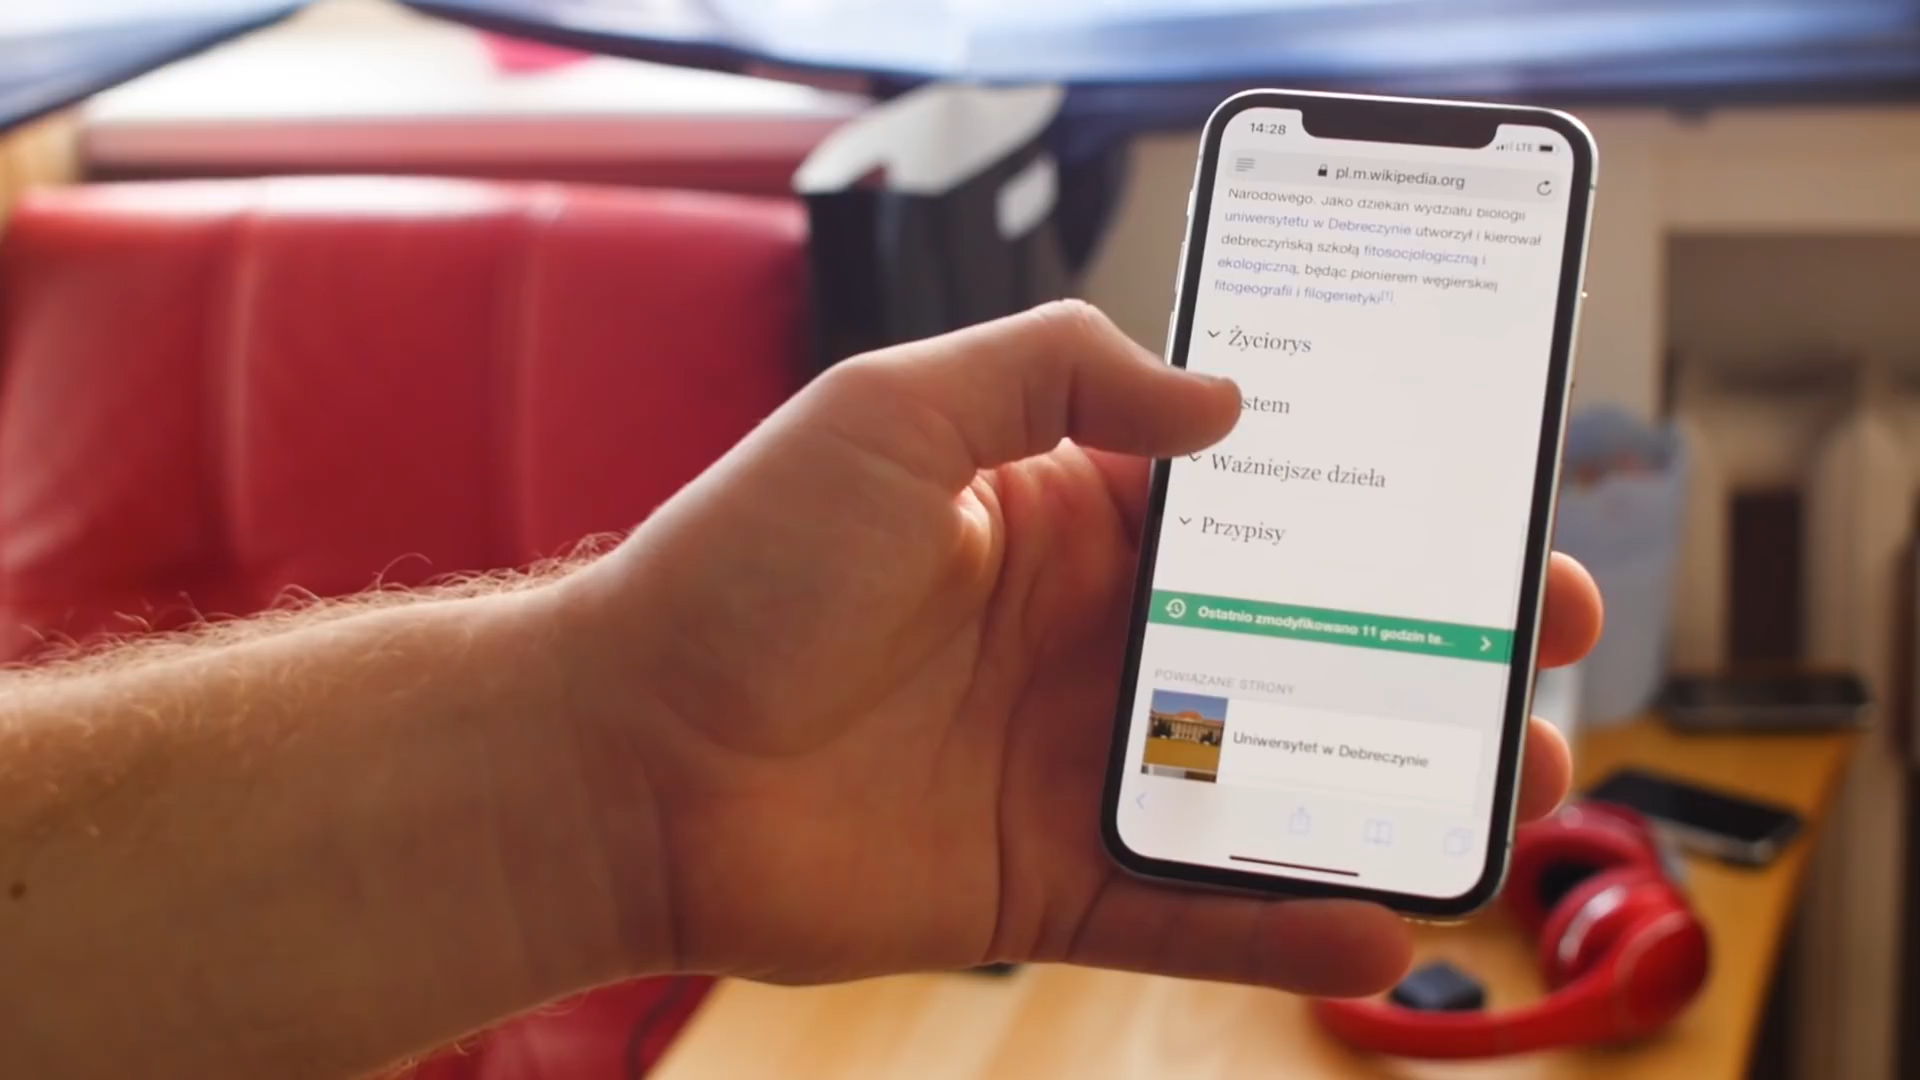 14:28
LTE
pl.m.wikipedia.org
Narodowego. Jako dziekan wydziału biologii
uniwersytetu w Debreczynie utworzył i kierował
debreczyńską szkołą fitosocjologiczną i
ekologiczną, będąc pionierem węgierskiej
fitogeografii i filogenetyki[1]
Życiorys
stem
Ważniejsze dzieła
Przypisy
Ostatnio zmodyfikowano 11 godzin te...
POWIĄZANE STRONY
Uniwersytet w Debreczynie